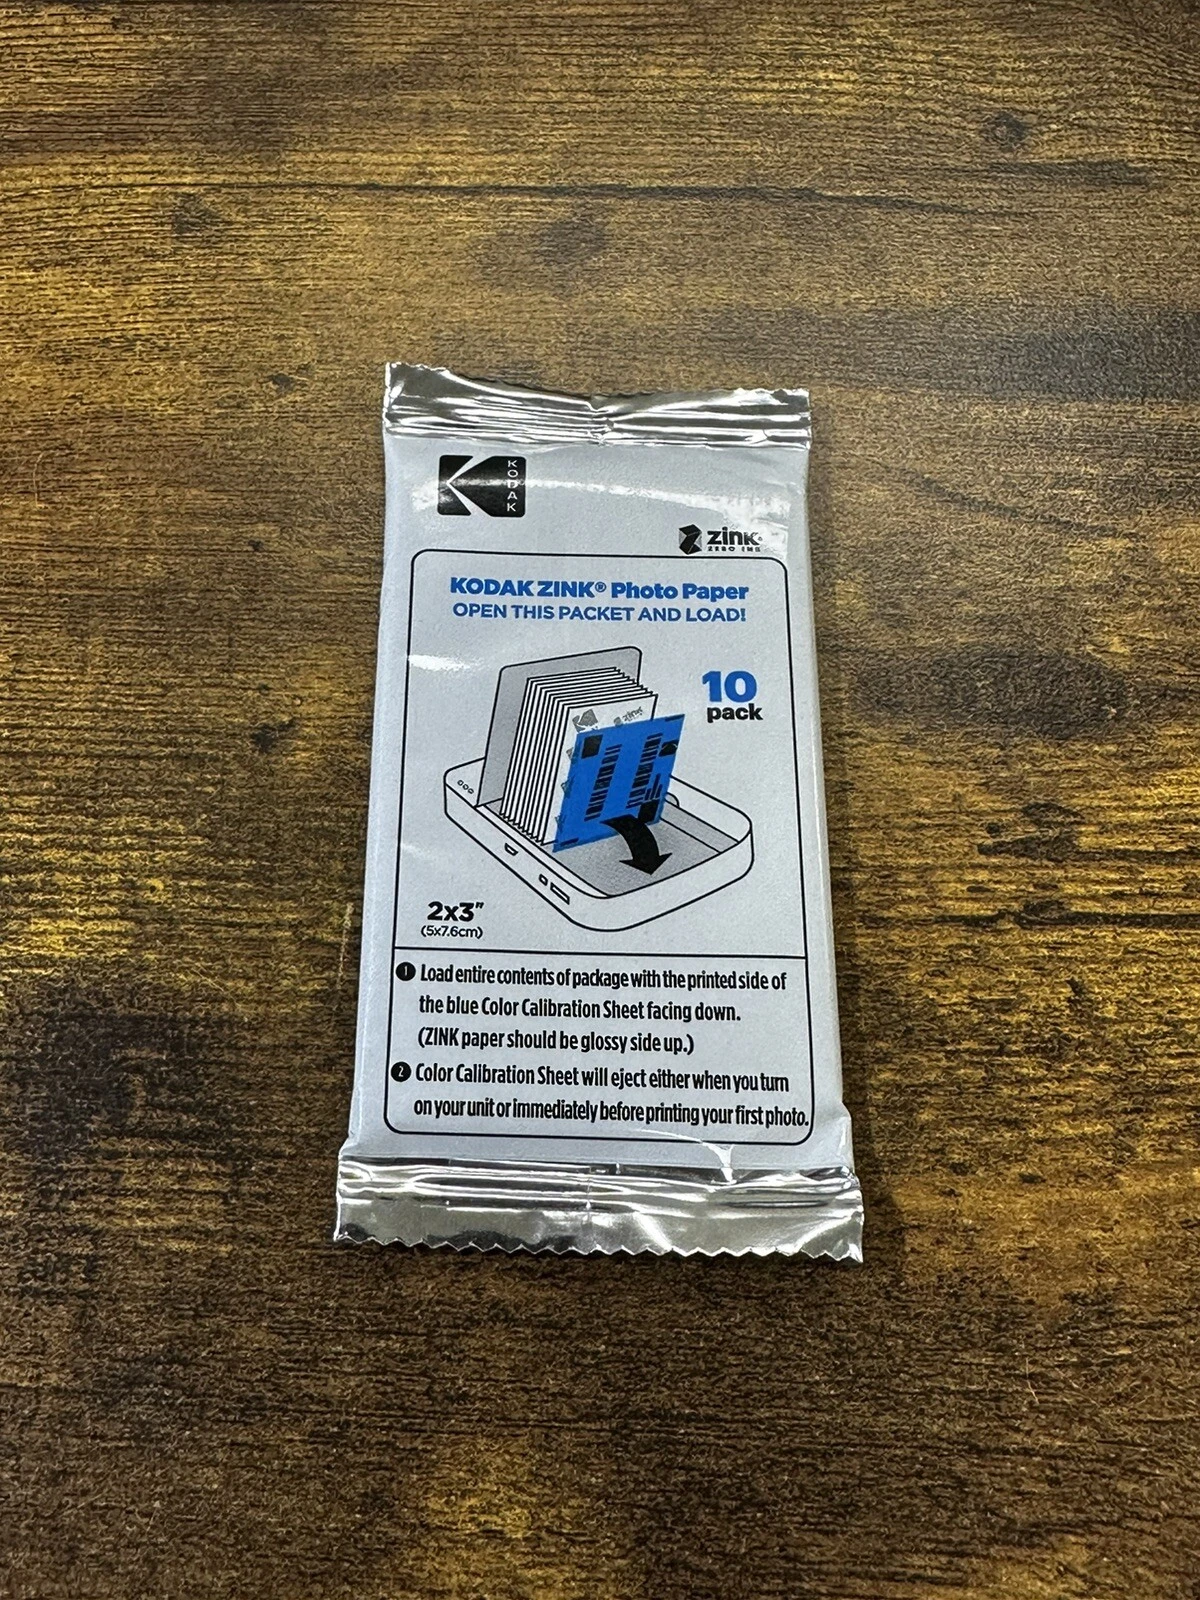 KODAK
zink
ZERO INK
KODAK ZINK® Photo Paper
OPEN THIS PACKET AND LOAD!
10
pack
2x3"
(5x7.6cm)
1 Load entire contents of package with the printed side of
the blue Color Calibration Sheet facing down.
(ZINK paper should be glossy side up.)
2 Color Calibration Sheet will eject either when you turn
on your unit or immediately before printing your first photo.